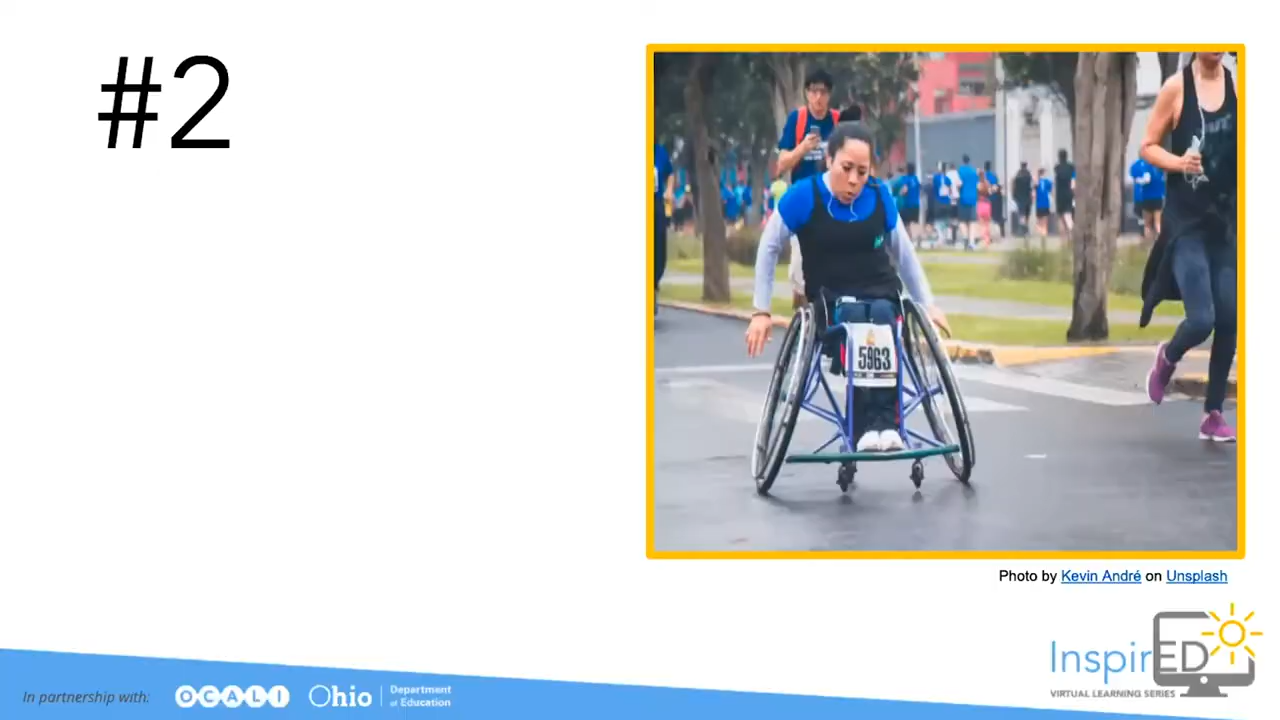 #2
5963
Photo by Kevin André on Unsplash
InspirED
VIRTUAL LEARNING SERIES
In partnership with:
OCALI
Ohio
Department
of Education